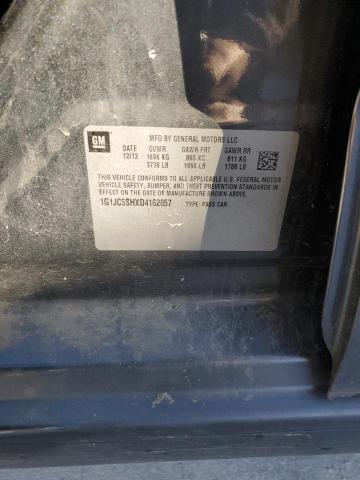 GM
MFD BY GENERAL MOTORS LLC
DATE GVWR GAWR FRT GAWR RR
12/12 1696 KG 885 KG 811 KG
3738 LB 1950 LB 1788 LB
THIS VEHICLE CONFORMS TO ALL APPLICABLE U.S. FEDERAL MOTOR
VEHICLE SAFETY, BUMPER, AND THEFT PREVENTION STANDARDS IN
EFFECT ON THE DATE OF MANUFACTURE SHOWN ABOVE.
1G1JC5SHXD4162057 TYPE: PASS CAR